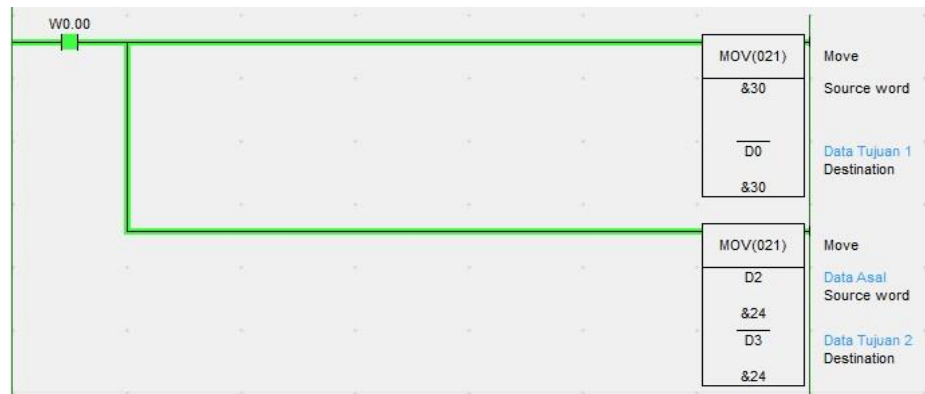 W0.00
MOV(021)
Move
&30
Source word
D0
Data Tujuan 1
Destination
&30
MOV(021)
Move
D2
Data Asal
Source word
&24
D3
Data Tujuan 2
Destination
&24